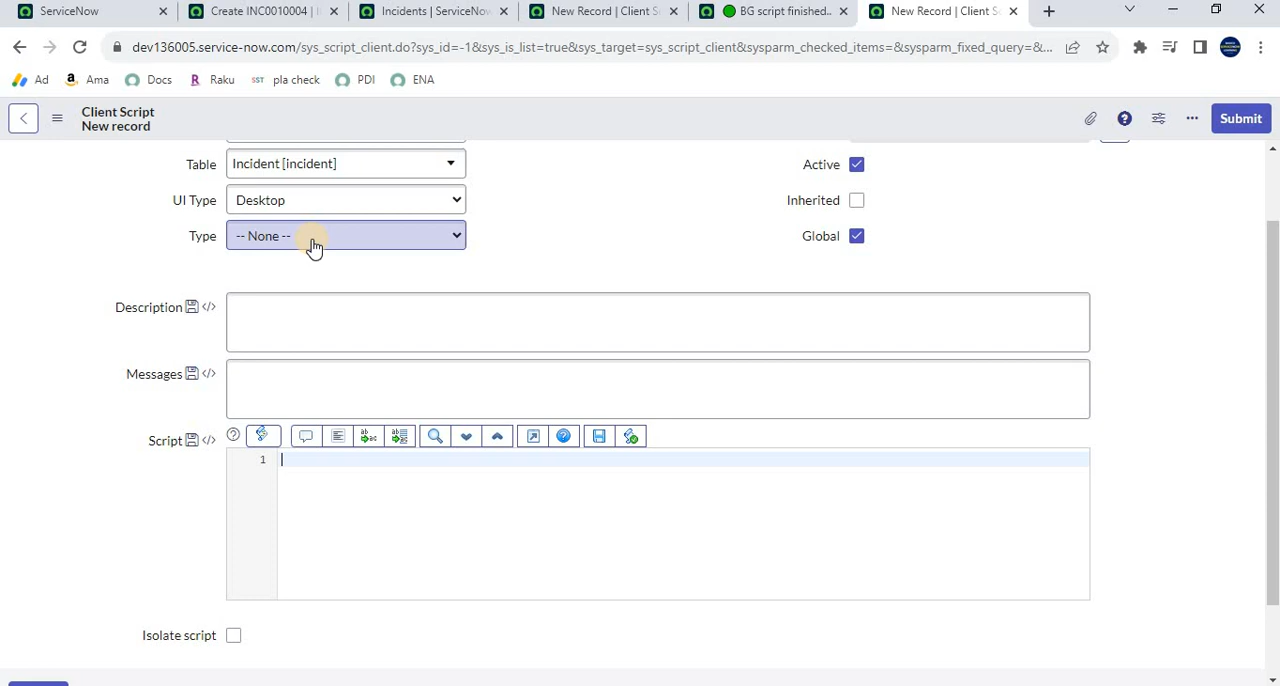 ServiceNow
Create INC0010004 | I
Incidents | ServiceNow
New Record | Client S
BG script finished..
New Record | Client S
dev136005.service-now.com/sys_script_client.do?sys_id=-1&sys_is_list=true&sys_target=sys_script_client&sysparm_checked_items=&sysparm_fixed_query=&...
Ad
Ama
Docs
Raku
SST pla check
PDI
ENA
Client Script
New record
Submit
Table
Incident [incident]
Active
UI Type
Desktop
Inherited
Type
-- None --
Global
Description
Messages
Script
1
Isolate script